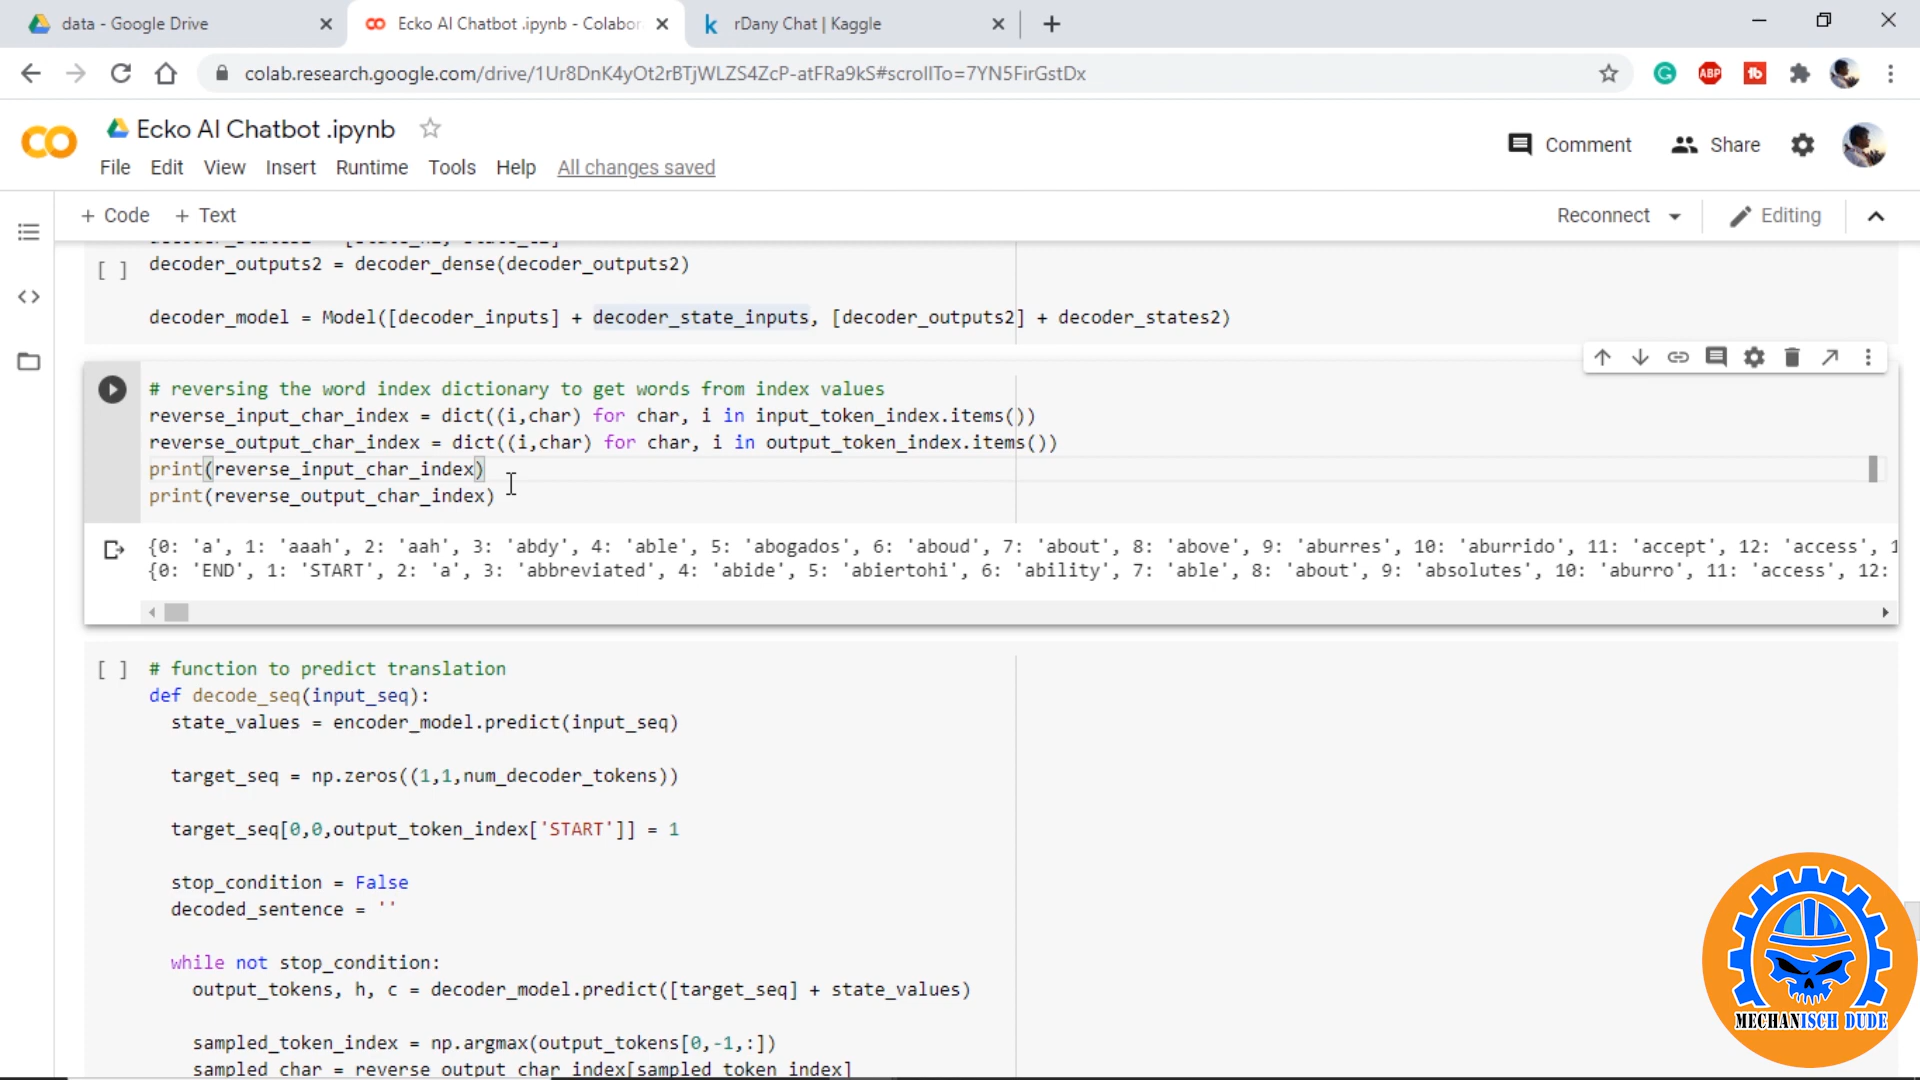 data - Google Drive
Ecko AI Chatbot .ipynb - Colabor
rDany Chat | Kaggle
colab.research.google.com/drive/1Ur8DnK4yOt2rBTjWLZS4ZcP-atFRa9kS#scrollTo=7YN5FirGstDx
ABP
Ecko AI Chatbot .ipynb
Comment
Share
File Edit View Insert Runtime Tools Help All changes saved
+ Code + Text
Reconnect
Editing
[ ] decoder_outputs2 = decoder_dense(decoder_outputs2)
decoder_model = Model([decoder_inputs] + decoder_state_inputs, [decoder_outputs2] + decoder_states2)
# reversing the word index dictionary to get words from index values
reverse_input_char_index = dict((i,char) for char, i in input_token_index.items())
reverse_output_char_index = dict((i,char) for char, i in output_token_index.items())
print(reverse_input_char_index)
print(reverse_output_char_index)
{0: 'a', 1: 'aaah', 2: 'aah', 3: 'abdy', 4: 'able', 5: 'abogados', 6: 'aboud', 7: 'about', 8: 'above', 9: 'aburres', 10: 'aburrido', 11: 'accept', 12: 'access', 1
{0: 'END', 1: 'START', 2: 'a', 3: 'abbreviated', 4: 'abide', 5: 'abiertohi', 6: 'ability', 7: 'able', 8: 'about', 9: 'absolutes', 10: 'aburro', 11: 'access', 12:
[ ] # function to predict translation
def decode_seq(input_seq):
state_values = encoder_model.predict(input_seq)
target_seq = np.zeros((1,1,num_decoder_tokens))
target_seq[0,0,output_token_index['START']] = 1
stop_condition = False
decoded_sentence = ''
while not stop_condition:
output_tokens, h, c = decoder_model.predict([target_seq] + state_values)
sampled_token_index = np.argmax(output_tokens[0,-1,:])
sampled_char = reverse_output_char_index[sampled_token_index]
MECHANISCH DUDE